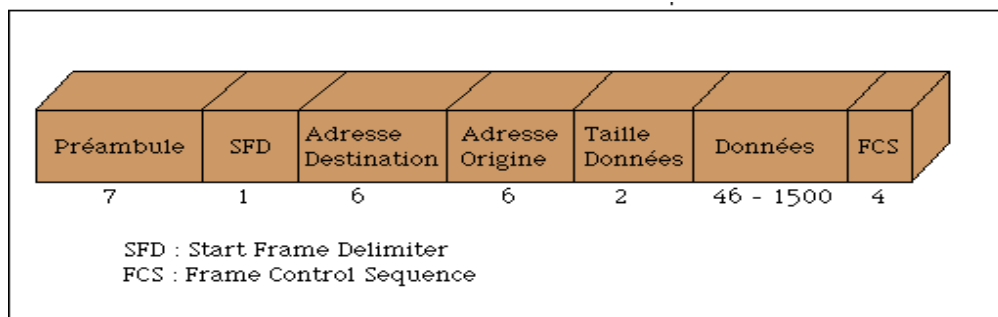 Préambule SFD Adresse Destination Adresse Origine Taille Données Données FCS
7 1 6 6 2 46 - 1500 4
SFD : Start Frame Delimiter
FCS : Frame Control Sequence